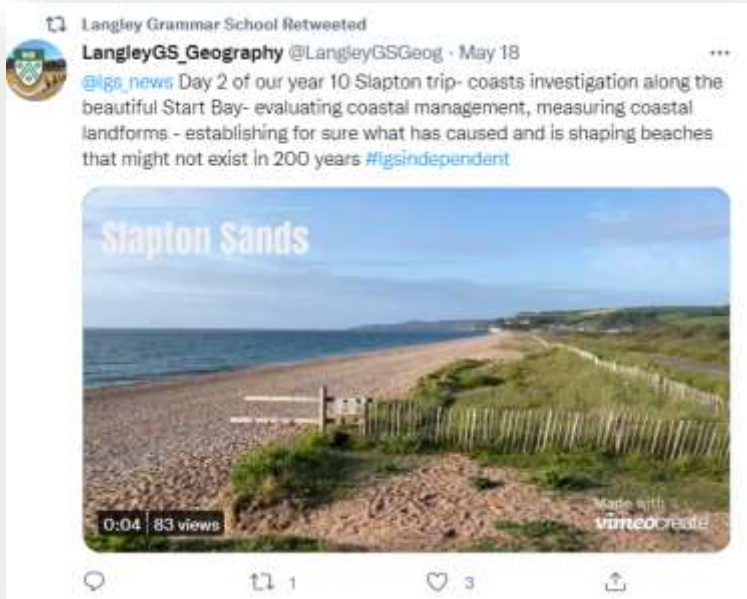 Langley Grammar School Retweeted
LangleyGS_Geography @LangleyGSGeog · May 18
@lgs_news Day 2 of our year 10 Slapton trip- coasts investigation along the
beautiful Start Bay- evaluating coastal management, measuring coastal
landforms - establishing for sure what has caused and is shaping beaches
that might not exist in 200 years #lgsindependent
Slapton Sands
Made with
vimeocreate
0:04 83 views
1
3